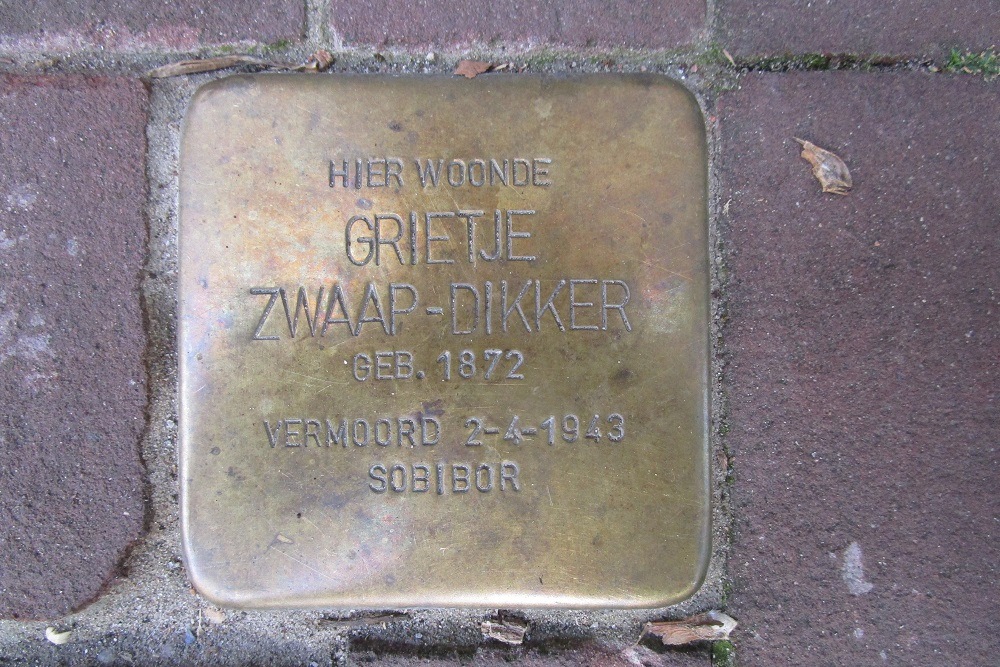 HIER WOONDE
GRIETJE
ZWAAP-DIKKER
GEB. 1872
VERMOORD 2-4-1943
SOBIBOR